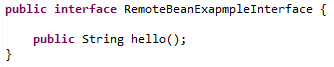 public interface RemoteBeanExapmpleInterface {
public String hello();
}